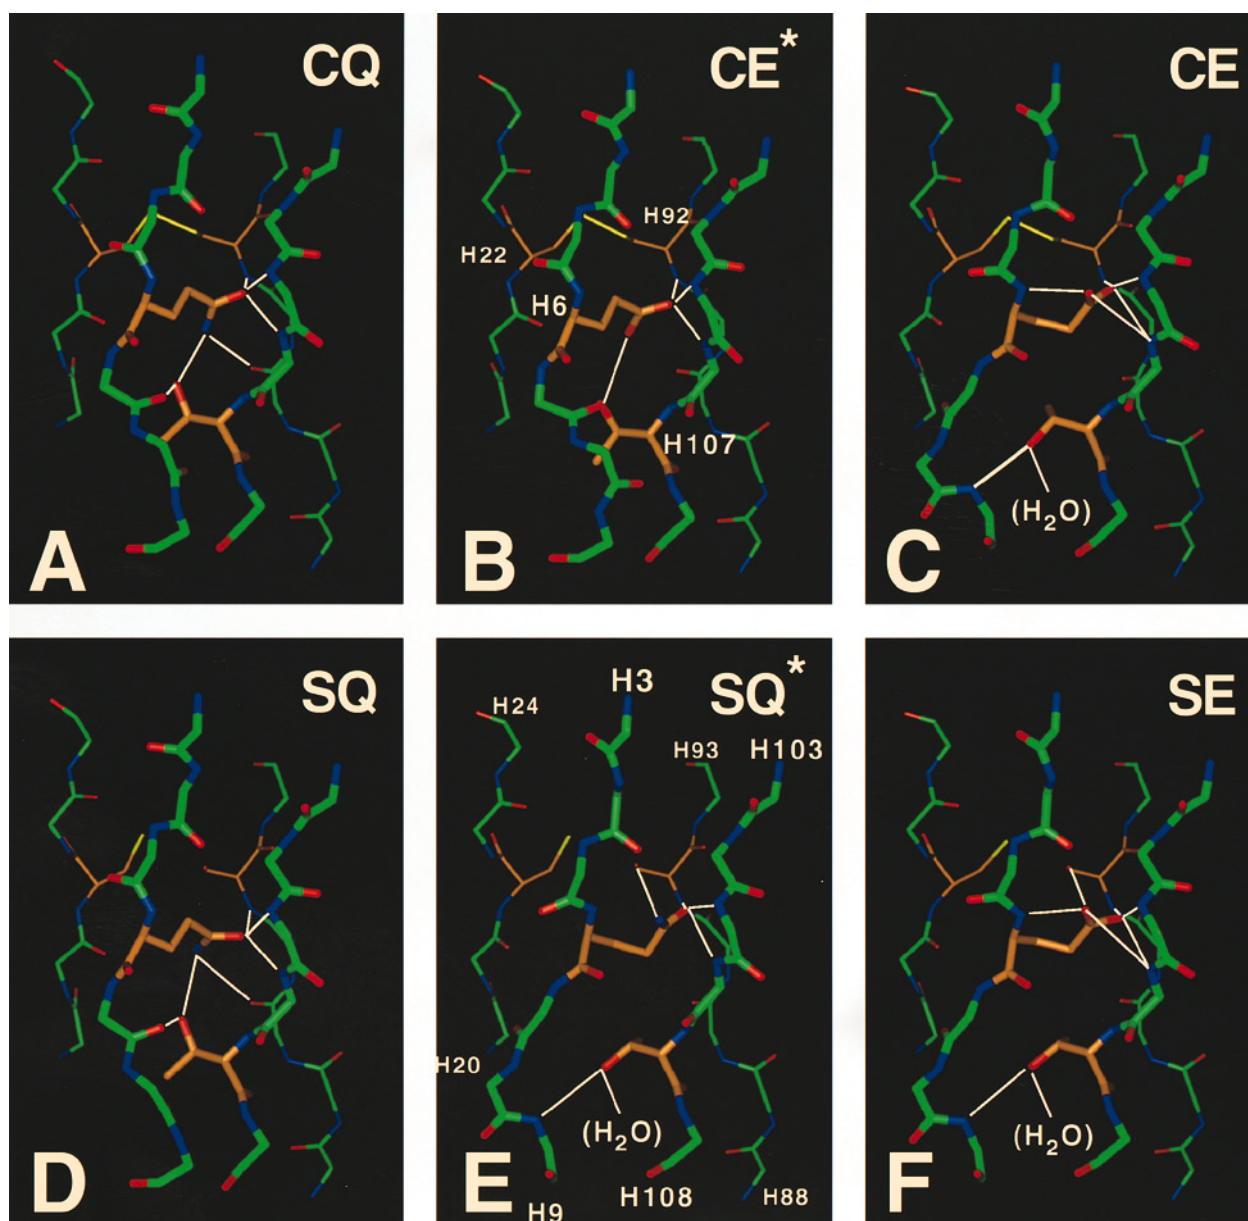 CQ
A
CE*
H92
H22
H6
H107
B
CE
(H2O)
C
SQ
D
H3
SQ*
H24
H93
H103
H20
(H2O)
E
H108
H88
H9
SE
(H2O)
F